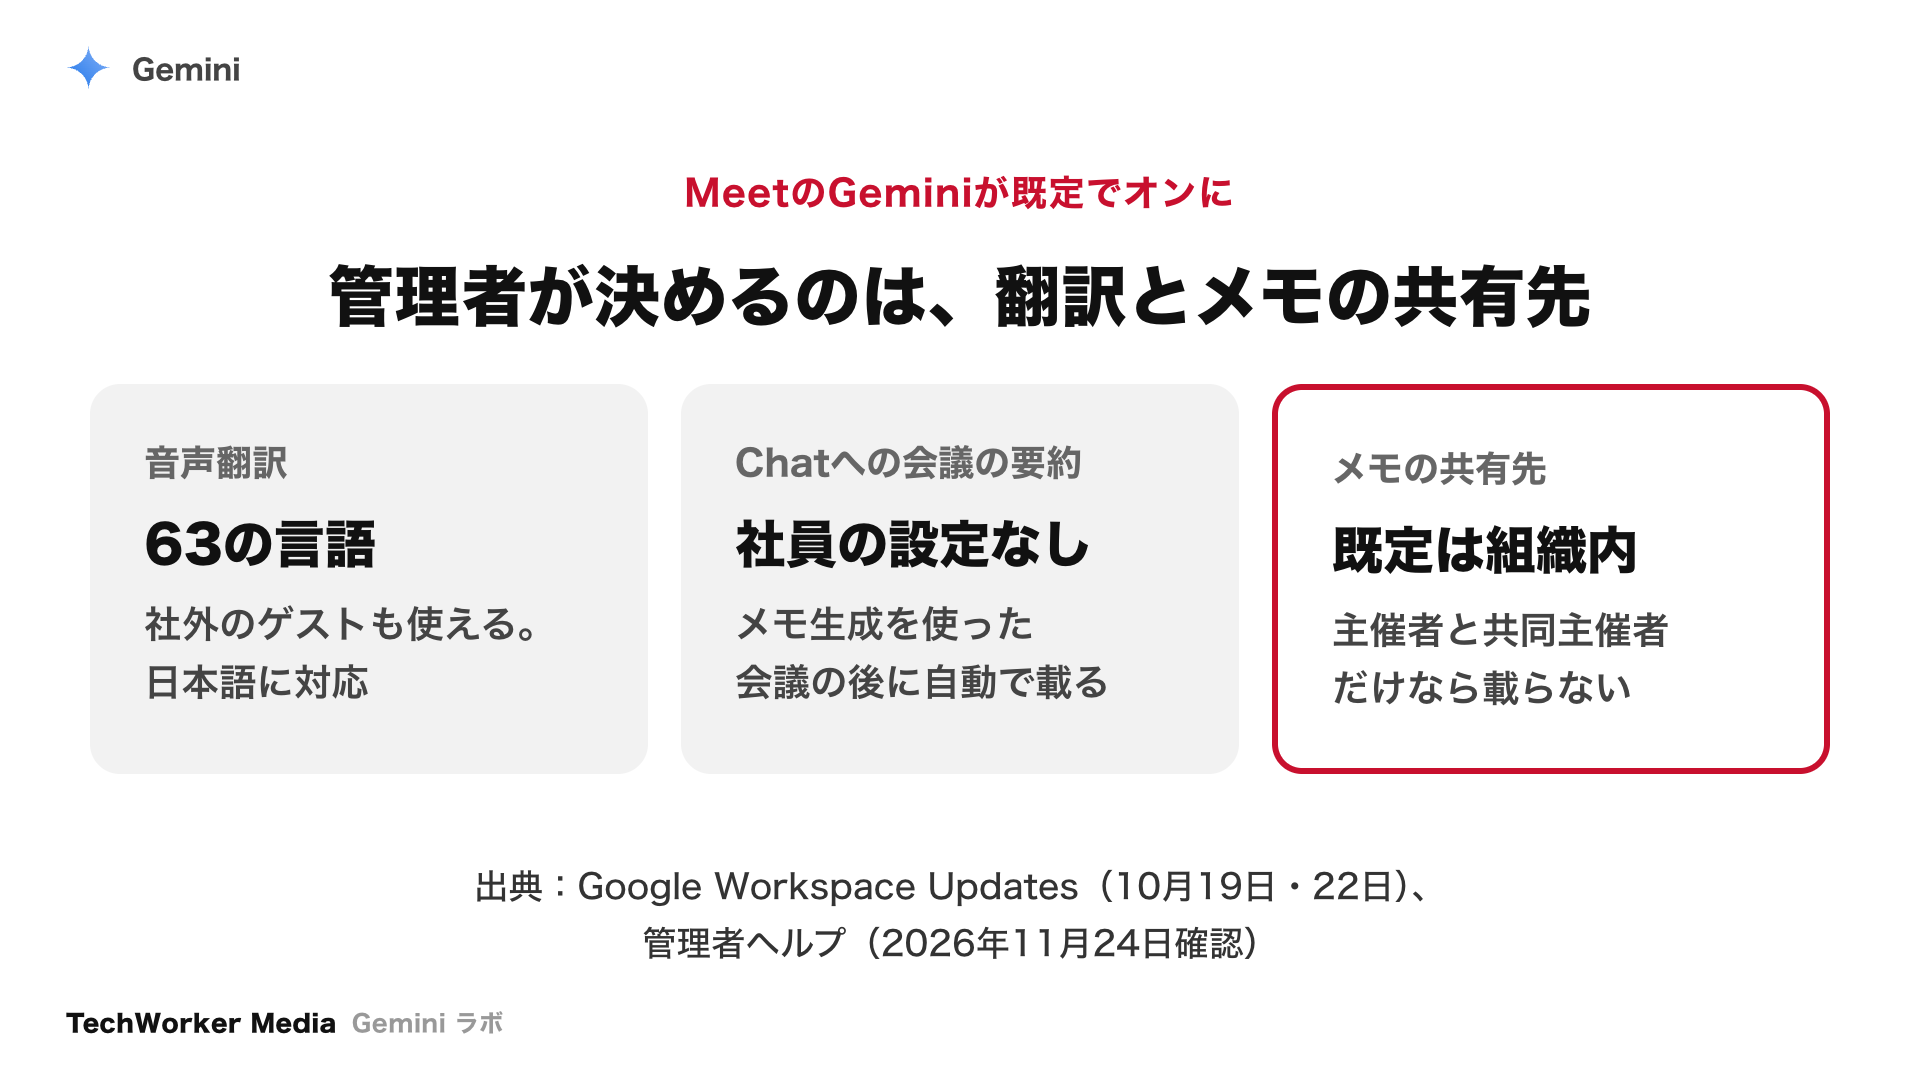 Gemini
MeetのGeminiが既定でオンに
管理者が決めるのは、翻訳とメモの共有先
音声翻訳
63の言語
社外のゲストも使える。
日本語に対応
Chatへの会議の要約
社員の設定なし
メモ生成を使った
会議の後に自動で載る
メモの共有先
既定は組織内
主催者と共同主催者
だけなら載らない
出典：Google Workspace Updates（10月19日・22日）、
管理者ヘルプ（2026年11月24日確認）
TechWorker Media Gemini ラボ